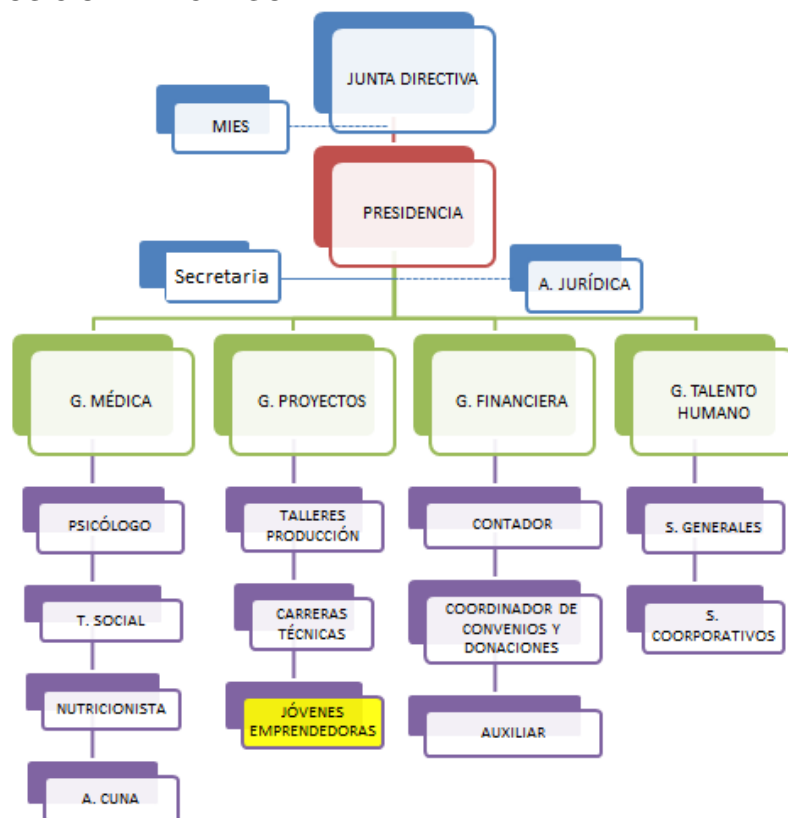 JUNTA DIRECTIVA
MIES
PRESIDENCIA
Secretaria
A. JURÍDICA
G. MÉDICA
G. PROYECTOS
G. FINANCIERA
G. TALENTO
HUMANO
PSICÓLOGO
TALLERES
PRODUCCIÓN
CONTADOR
S. GENERALES
T. SOCIAL
CARRERAS
TÉCNICAS
COORDINADOR DE
CONVENIOS Y
DONACIONES
S.
COORPORATIVOS
NUTRICIONISTA
JÓVENES
EMPRENDEDORAS
AUXILIAR
A. CUNA